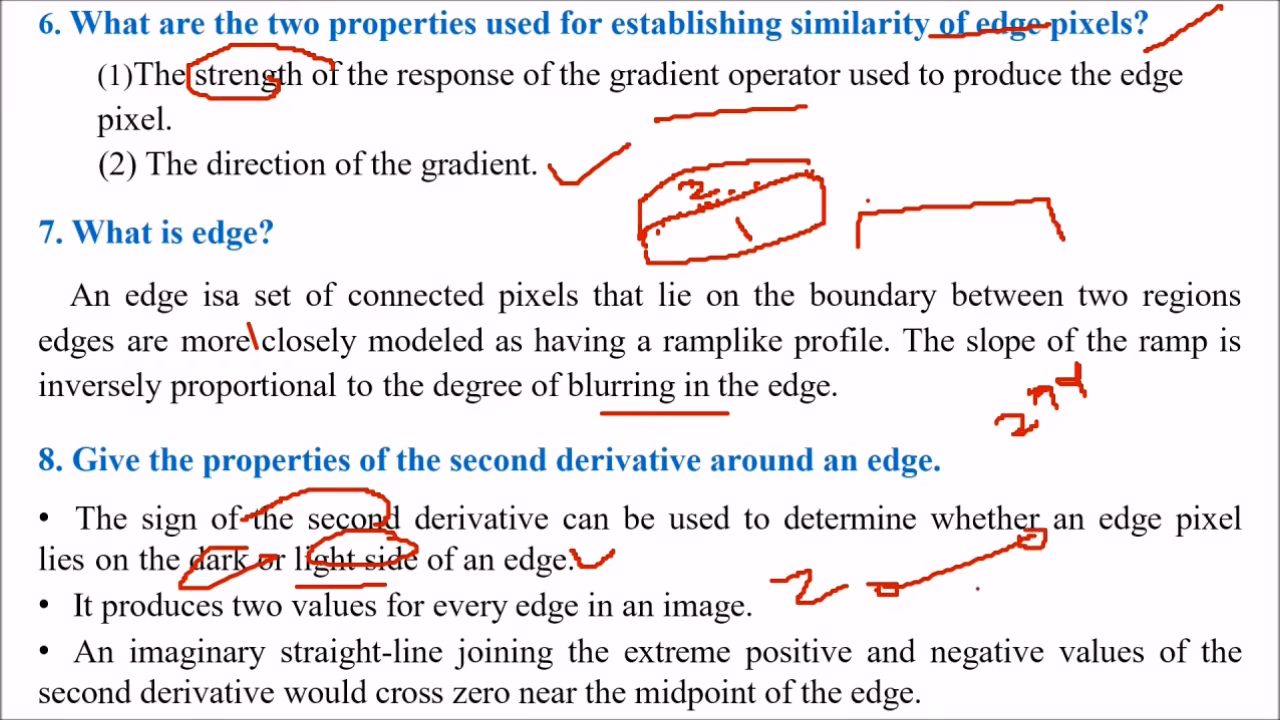 6. What are the two properties used for establishing similarity of edge pixels?
(1)The strength of the response of the gradient operator used to produce the edge
pixel.
(2) The direction of the gradient.
2
1
7. What is edge?
An edge isa set of connected pixels that lie on the boundary between two regions
edges are more closely modeled as having a ramplike profile. The slope of the ramp is
inversely proportional to the degree of blurring in the edge.
2nd
8. Give the properties of the second derivative around an edge.
• The sign of the second derivative can be used to determine whether an edge pixel
lies on the dark or light side of an edge.
2
• It produces two values for every edge in an image.
• An imaginary straight-line joining the extreme positive and negative values of the
second derivative would cross zero near the midpoint of the edge.